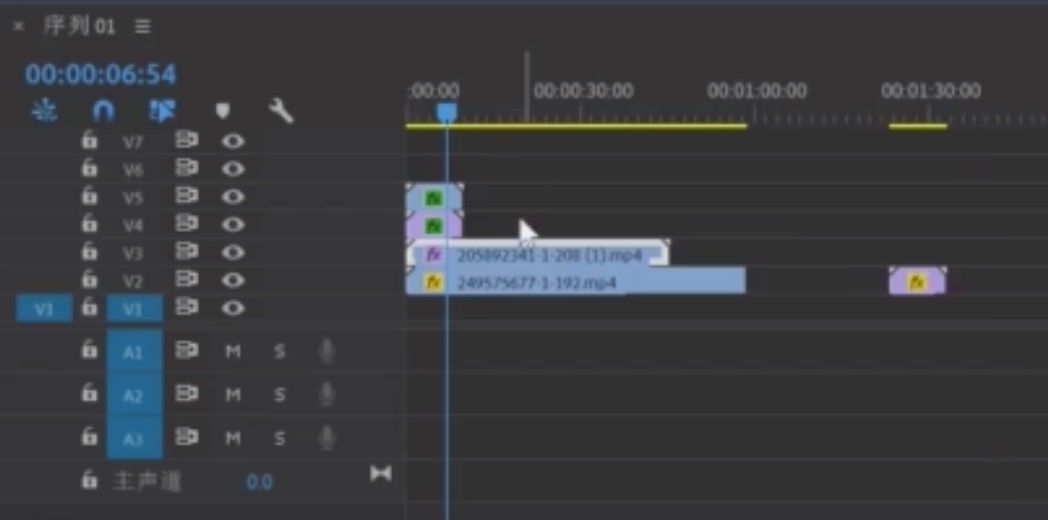 × 序列 01 ≡
00:00:06:54
:00:00 00:00:30:00 00:01:00:00 00:01:30:00
V7
V6
V5 fx
V4 fx
V3 fx 205892341-1-208 (1).mp4
V2 fx 249575677-1-192.mp4 fx
V1 V1
A1 M S
A2 M S
A3 M S
主声道 0.0